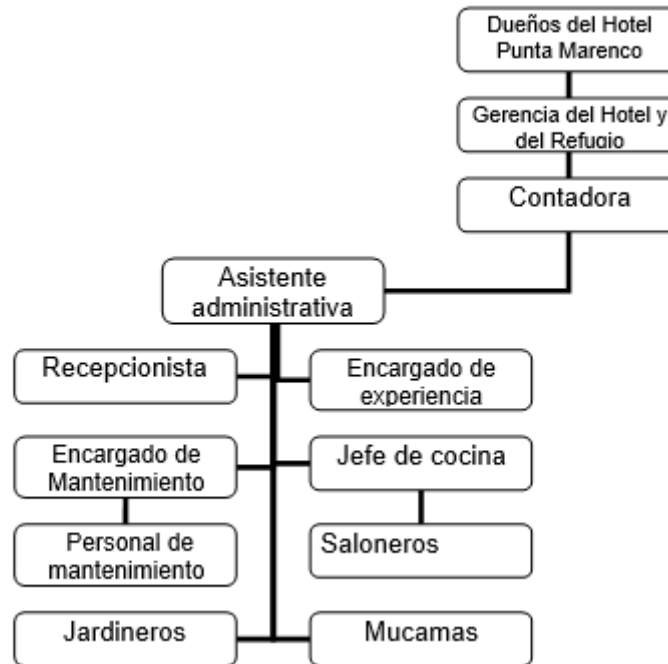 Dueños del Hotel
Punta Marenco
Gerencia del Hotel y
del Refugio
Contadora
Asistente
administrativa
Recepcionista
Encargado de
experiencia
Encargado de
Mantenimiento
Jefe de cocina
Personal de
mantenimiento
Saloneros
Jardineros
Mucamas